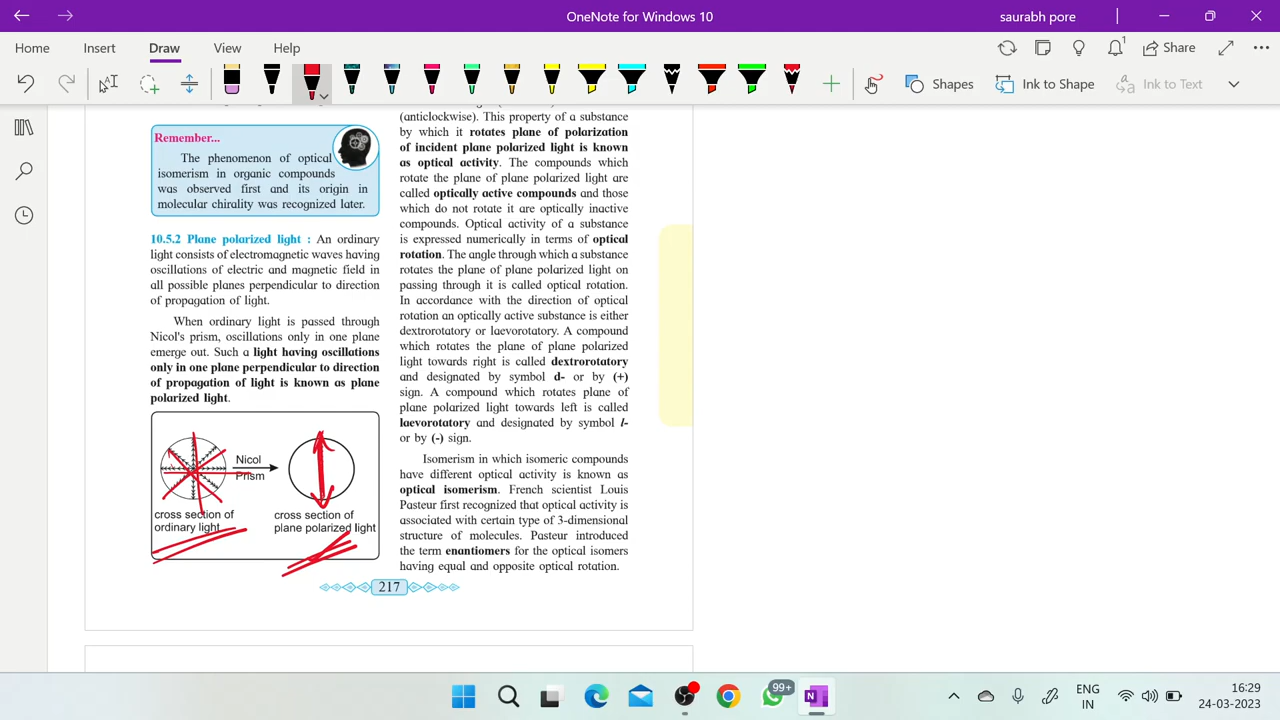 OneNote for Windows 10
saurabh pore
Home
Insert
Draw
View
Help
1
Share
Shapes
Ink to Shape
Ink to Text
Remember...
The phenomenon of optical
isomerism in organic compounds
was observed first and its origin in
molecular chirality was recognized later.
10.5.2 Plane polarized light : An ordinary
light consists of electromagnetic waves having
oscillations of electric and magnetic field in
all possible planes perpendicular to direction
of propagation of light.
When ordinary light is passed through
Nicol's prism, oscillations only in one plane
emerge out. Such a light having oscillations
only in one plane perpendicular to direction
of propagation of light is known as plane
polarized light.
Nicol
Prism
cross section of
ordinary light
cross section of
plane polarized light
(anticlockwise). This property of a substance
by which it rotates plane of polarization
of incident plane polarized light is known
as optical activity. The compounds which
rotate the plane of plane polarized light are
called optically active compounds and those
which do not rotate it are optically inactive
compounds. Optical activity of a substance
is expressed numerically in terms of optical
rotation. The angle through which a substance
rotates the plane of plane polarized light on
passing through it is called optical rotation.
In accordance with the direction of optical
rotation an optically active substance is either
dextrorotatory or laevorotatory. A compound
which rotates the plane of plane polarized
light towards right is called dextrorotatory
and designated by symbol d- or by (+)
sign. A compound which rotates plane of
plane polarized light towards left is called
laevorotatory and designated by symbol l-
or by (-) sign.
Isomerism in which isomeric compounds
have different optical activity is known as
optical isomerism. French scientist Louis
Pasteur first recognized that optical activity is
associated with certain type of 3-dimensional
structure of molecules. Pasteur introduced
the term enantiomers for the optical isomers
having equal and opposite optical rotation.
217
99+
ENG
IN
16:29
24-03-2023